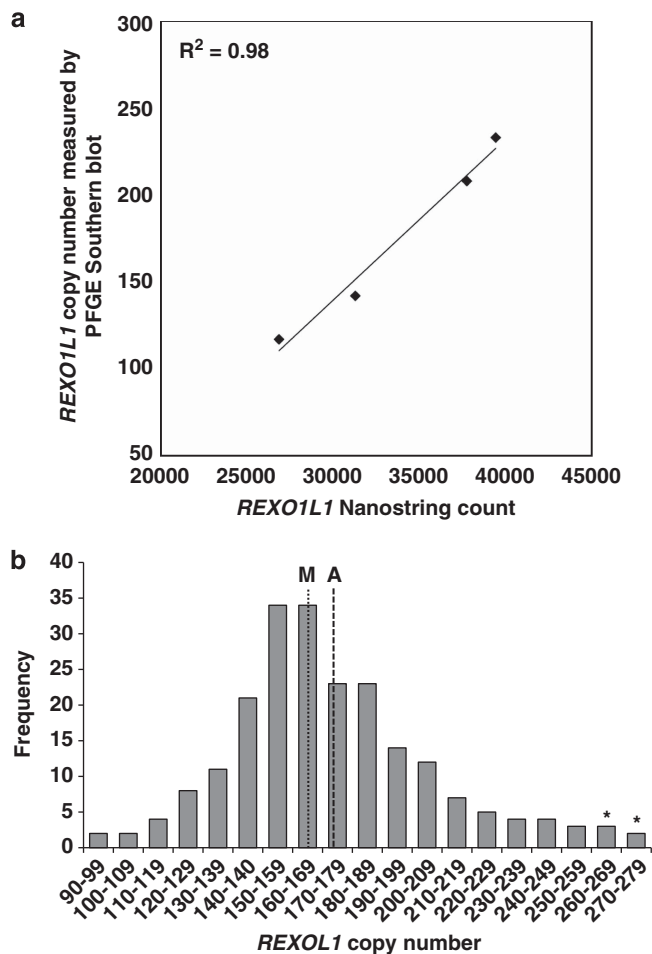 a
R² = 0.98
REXO1L1 copy number measured by
PFGE Southern blot
300
250
200
150
100
50
20000 25000 30000 35000 40000 45000
REXO1L1 Nanostring count
b
M A
Frequency
40
35
30
25
20
15
10
5
0
* *
90-99 100-109 110-119 120-129 130-139 140-140 150-159 160-169 170-179 180-189 190-199 200-209 210-219 220-229 230-239 240-249 250-259 260-269 270-279
REXOL1 copy number